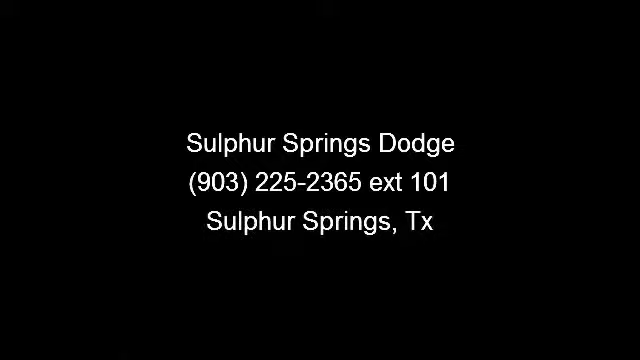 Sulphur Springs Dodge
(903) 225-2365 ext 101
Sulphur Springs, Tx